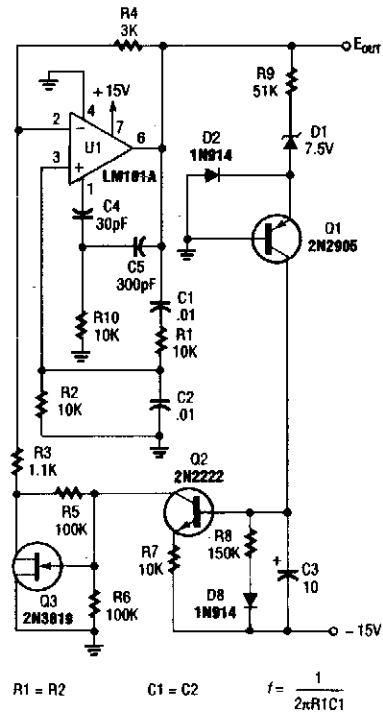 R4
3K
E OUT
R9
51K
+ 15V
4
2
7
6
U1
3
1
LM101A
D1
7.5V
D2
1N914
C4
30pF
Q1
2N2905
C5
300pF
C1
.01
R10
10K
R1
10K
R2
10K
C2
.01
R3
1.1K
Q2
2N2222
R5
100K
R7
10K
R8
150K
+
C3
10
Q3
2N3819
R6
100K
D8
1N914
- 15V
R1 = R2
C1 = C2
f = 1 / 2πR1C1